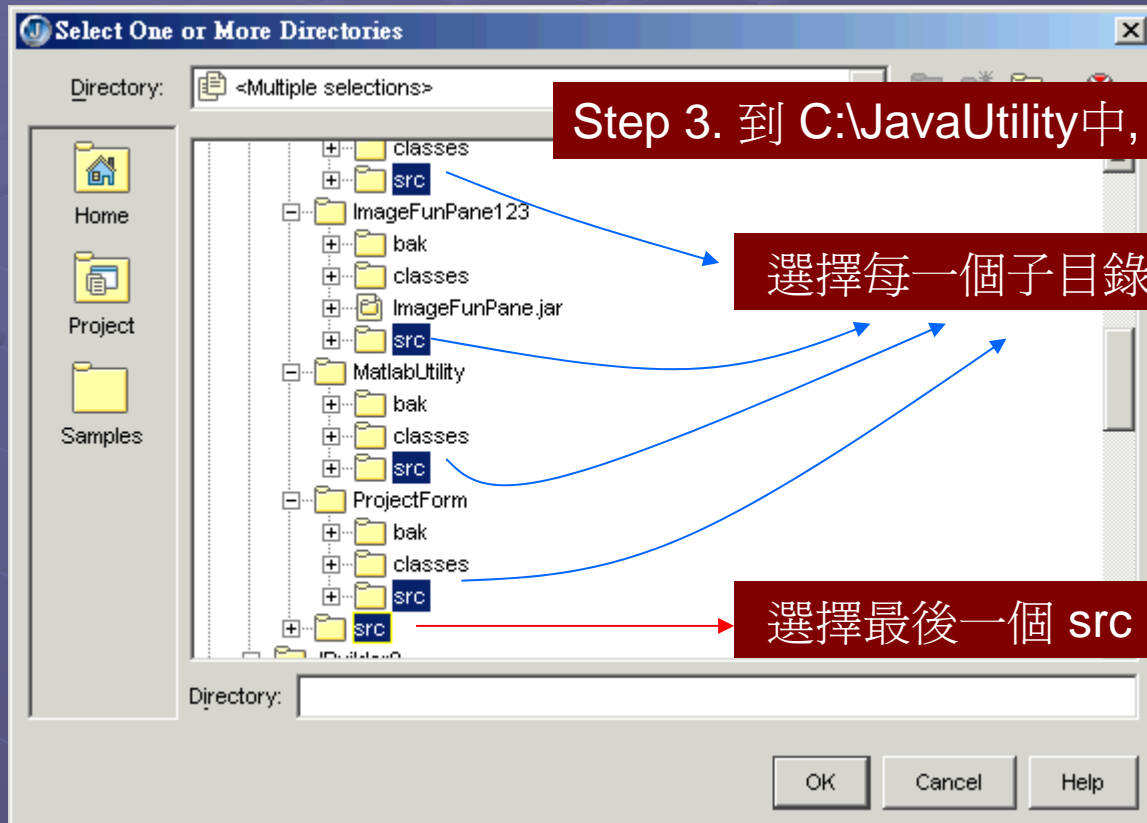 Select One or More Directories
Directory:
<Multiple selections>
Step 3. 到 C:\JavaUtility中,
Home
Project
Samples
classes
src
ImageFunPane123
bak
classes
ImageFunPane.jar
src
MatlabUtility
bak
classes
src
ProjectForm
bak
classes
src
src
選擇每一個子目錄
選擇最後一個 src
Directory:
OK
Cancel
Help